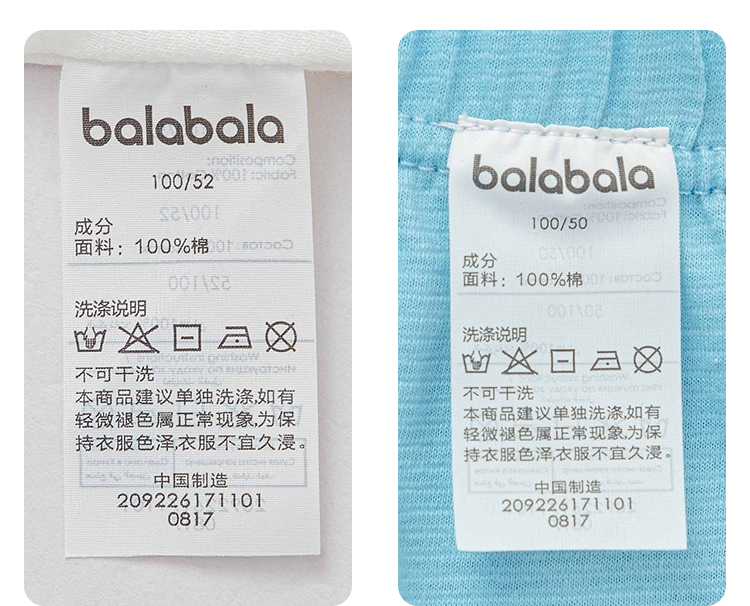 balabala
100/52
成分
面料: 100%棉
洗涤说明
不可干洗
本商品建议单独洗涤,如有
轻微褪色属正常现象,为保
持衣服色泽,衣服不宜久浸。
中国制造
209226171101
0817
balabala
100/50
成分
面料: 100%棉
洗涤说明
不可干洗
本商品建议单独洗涤,如有
轻微褪色属正常现象,为保
持衣服色泽,衣服不宜久浸。
中国制造
209226171101
0817